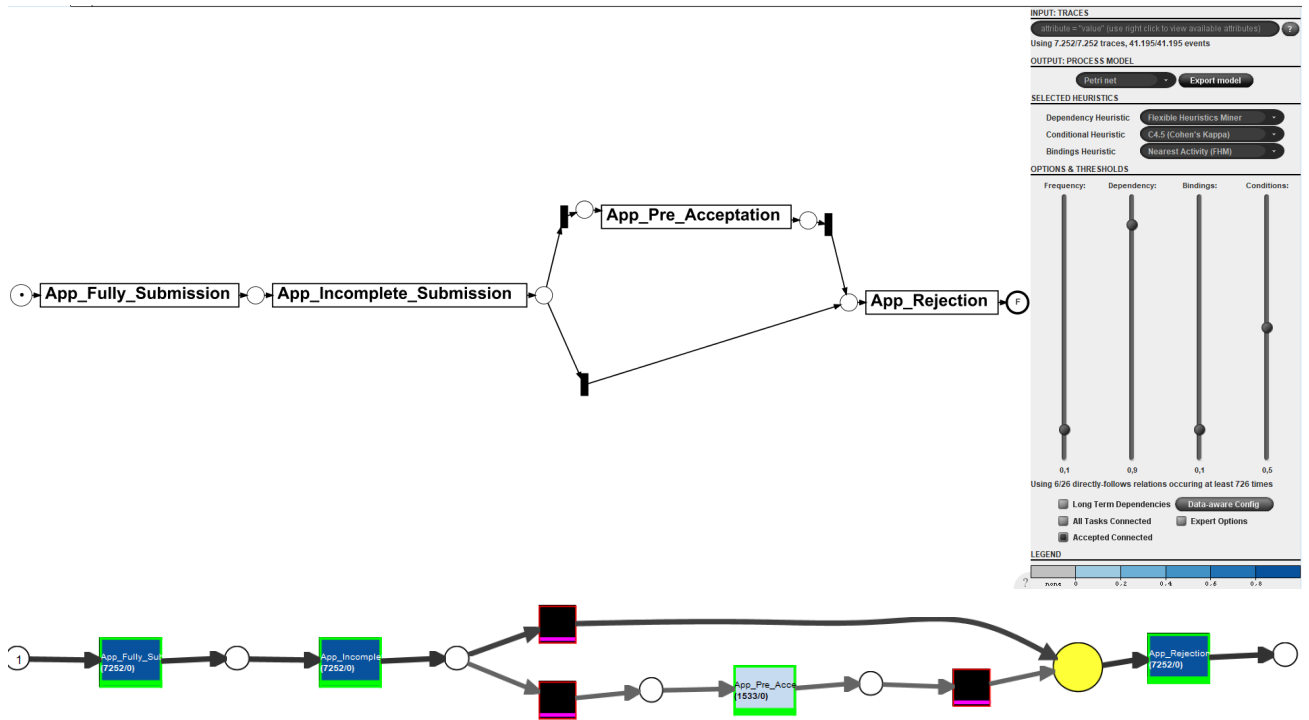 INPUT: TRACES
attribute = "value" (use right click to view available attributes)
?
Using 7.252/7.252 traces, 41.195/41.195 events
OUTPUT: PROCESS MODEL
Petri net
Export model
SELECTED HEURISTICS
Dependency Heuristic
Flexible Heuristics Miner
Conditional Heuristic
C4.5 (Cohen's Kappa)
Bindings Heuristic
Nearest Activity (FHM)
OPTIONS & THRESHOLDS
Frequency:
Dependency:
Bindings:
Conditions:
App_Pre_Acceptation
App_Fully_Submission
App_Incomplete_Submission
App_Rejection
F
0,1
0,9
0,1
0,5
Using 6/26 directly-follows relations occuring at least 726 times
Long Term Dependencies
Data-aware Config
All Tasks Connected
Expert Options
Accepted Connected
LEGEND
?
none
0
0.2
0.4
0.6
0.8
1
App_Fully_Sub
(7252/0)
App_Incomple
(7252/0)
App_Pre_Acce
(1533/0)
App_Rejection
(7252/0)